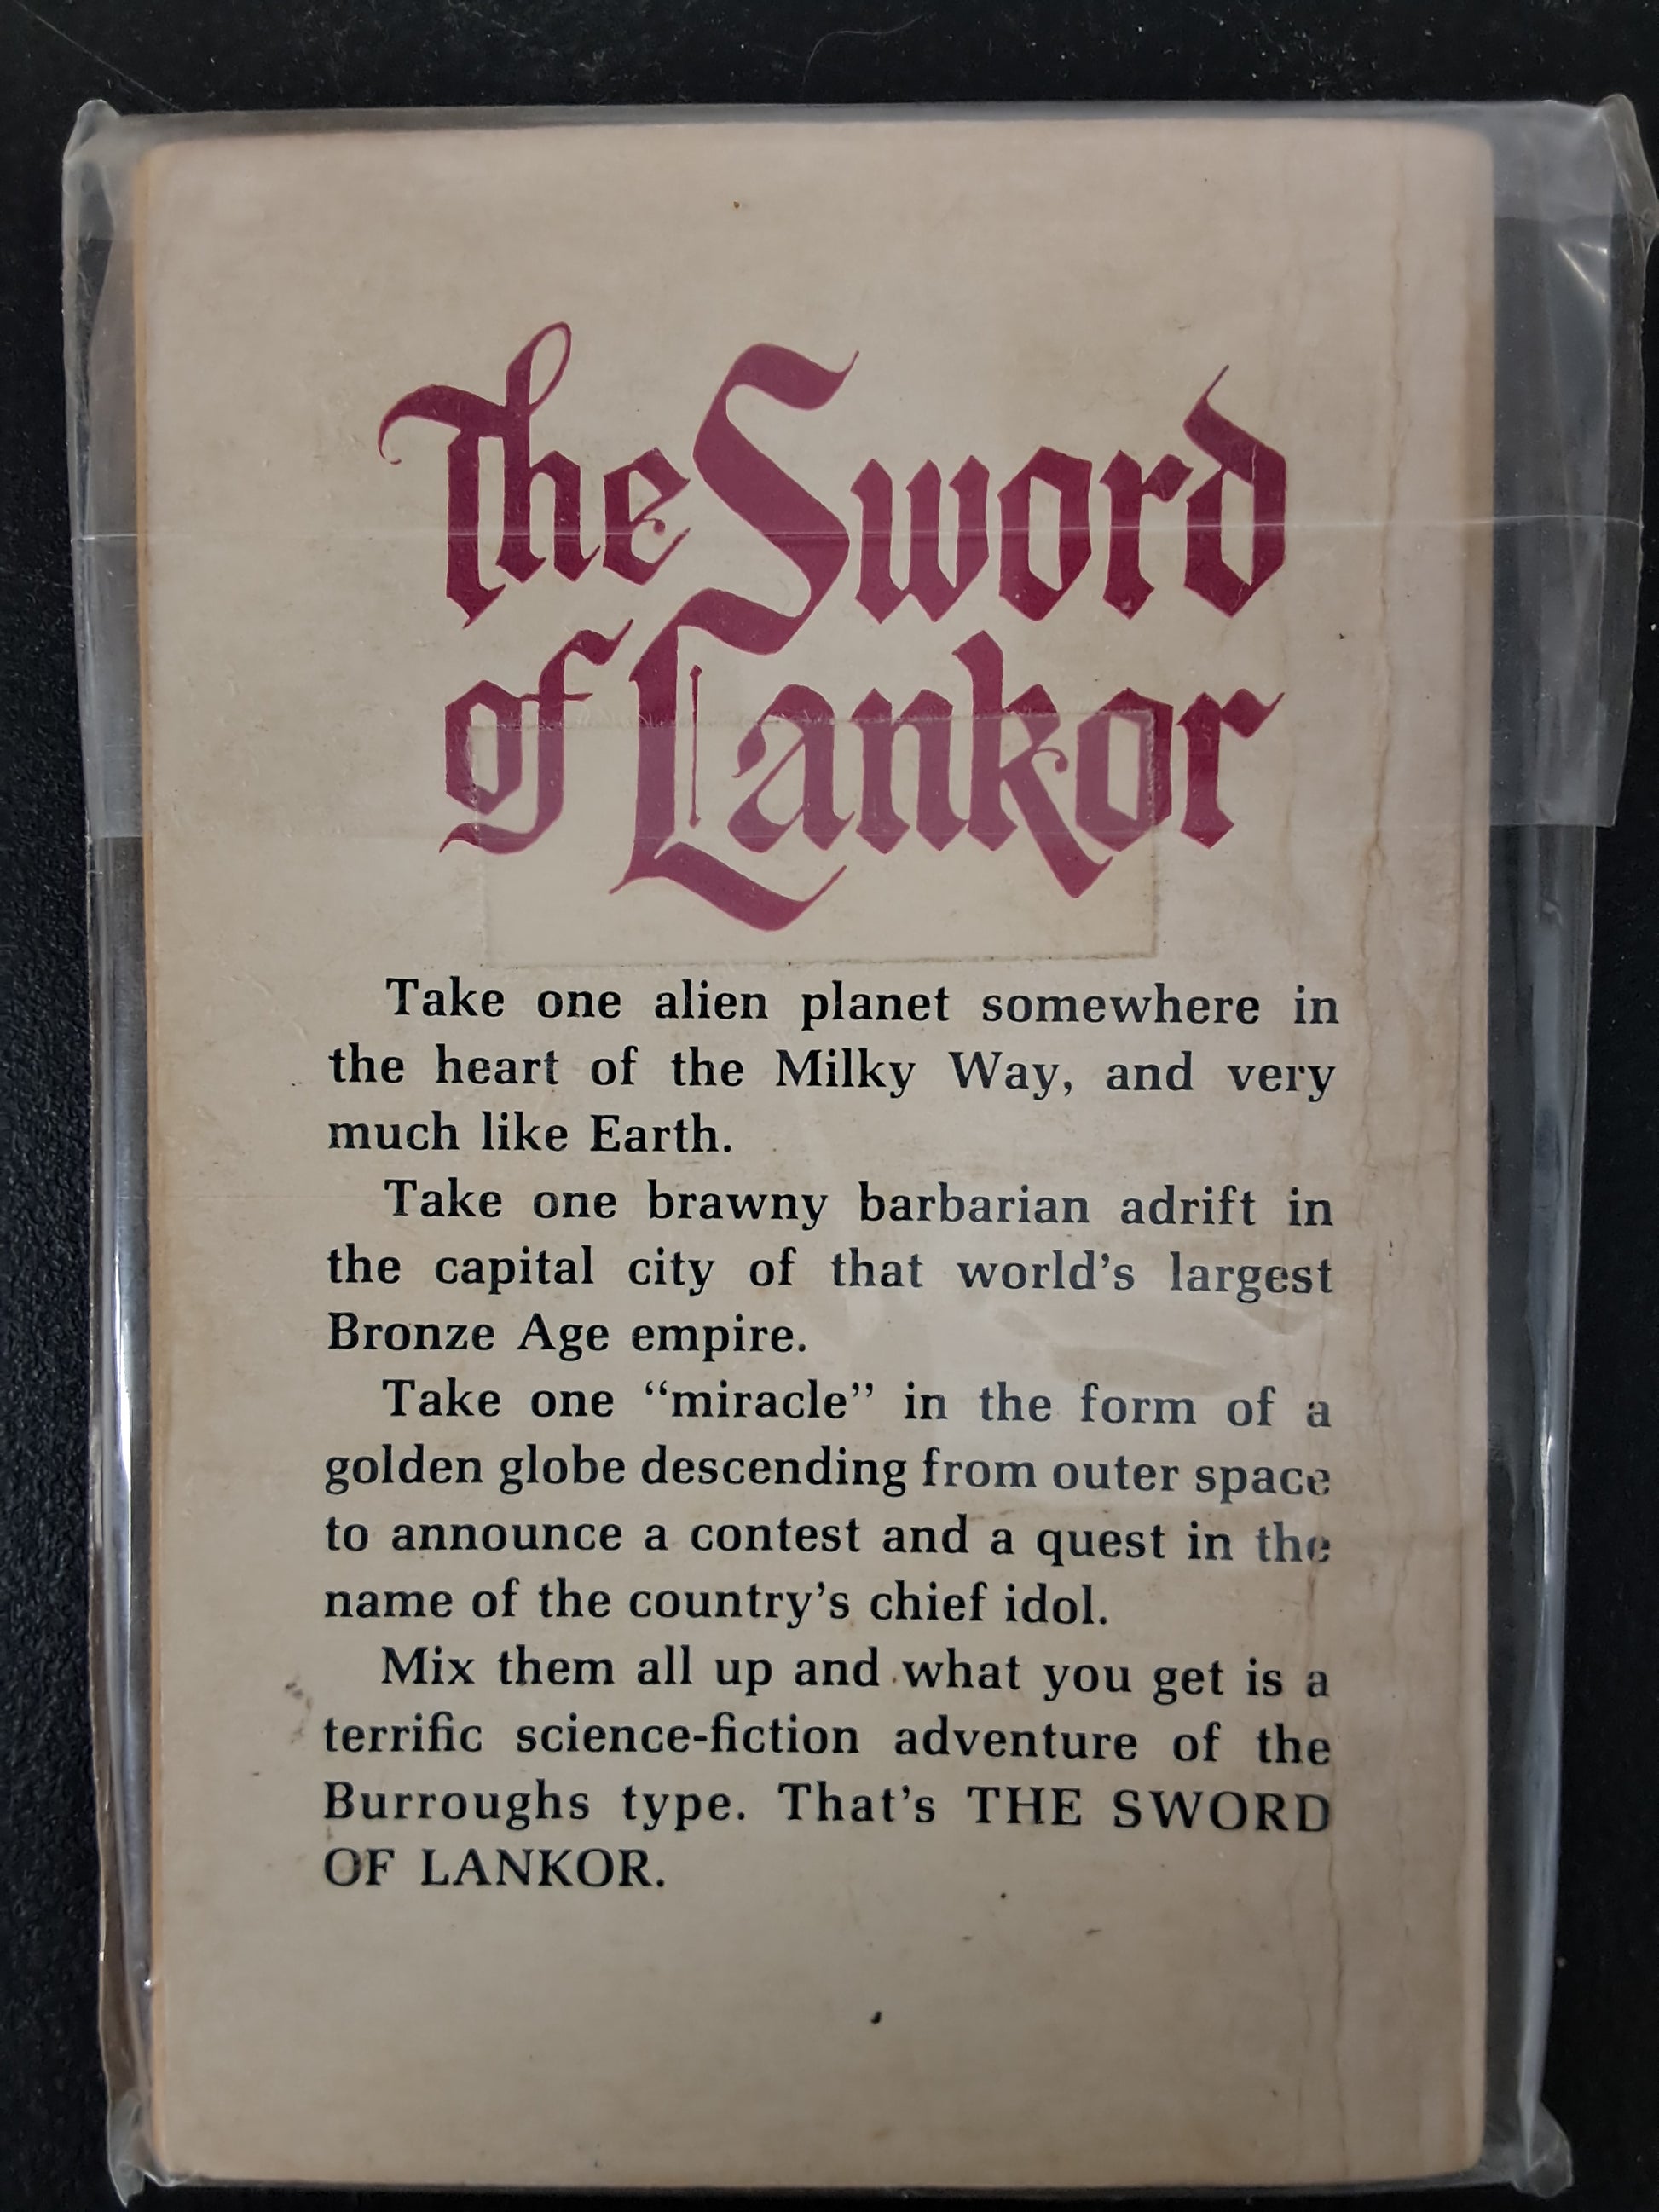 The Sword
of Lankor
Take one alien planet somewhere in
the heart of the Milky Way, and very
much like Earth.
Take one brawny barbarian adrift in
the capital city of that world's largest
Bronze Age empire.
Take one “miracle” in the form of a
golden globe descending from outer space
to announce a contest and a quest in the
name of the country's chief idol.
Mix them all up and what you get is a
terrific science-fiction adventure of the
Burroughs type. That's THE SWORD
OF LANKOR.